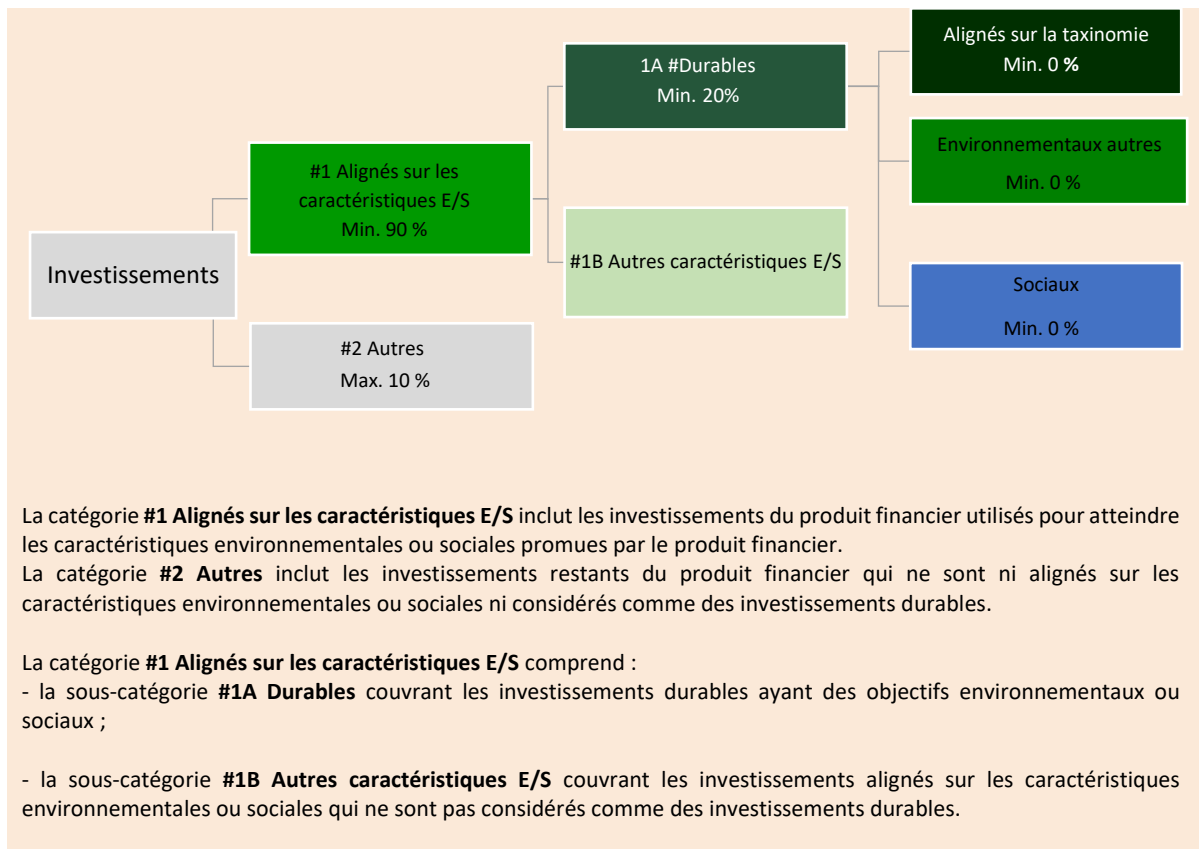 Alignés sur la taxinomie
Min. 0 %
1A #Durables
Min. 20%
Environnementaux autres
Min. 0 %
#1 Alignés sur les
caractéristiques E/S
Min. 90 %
#1B Autres caractéristiques E/S
Investissements
Sociaux
Min. 0 %
#2 Autres
Max. 10 %
La catégorie #1 Alignés sur les caractéristiques E/S inclut les investissements du produit financier utilisés pour atteindre
les caractéristiques environnementales ou sociales promues par le produit financier.
La catégorie #2 Autres inclut les investissements restants du produit financier qui ne sont ni alignés sur les
caractéristiques environnementales ou sociales ni considérés comme des investissements durables.
La catégorie #1 Alignés sur les caractéristiques E/S comprend :
- la sous-catégorie #1A Durables couvrant les investissements durables ayant des objectifs environnementaux ou
sociaux ;
- la sous-catégorie #1B Autres caractéristiques E/S couvrant les investissements alignés sur les caractéristiques
environnementales ou sociales qui ne sont pas considérés comme des investissements durables.